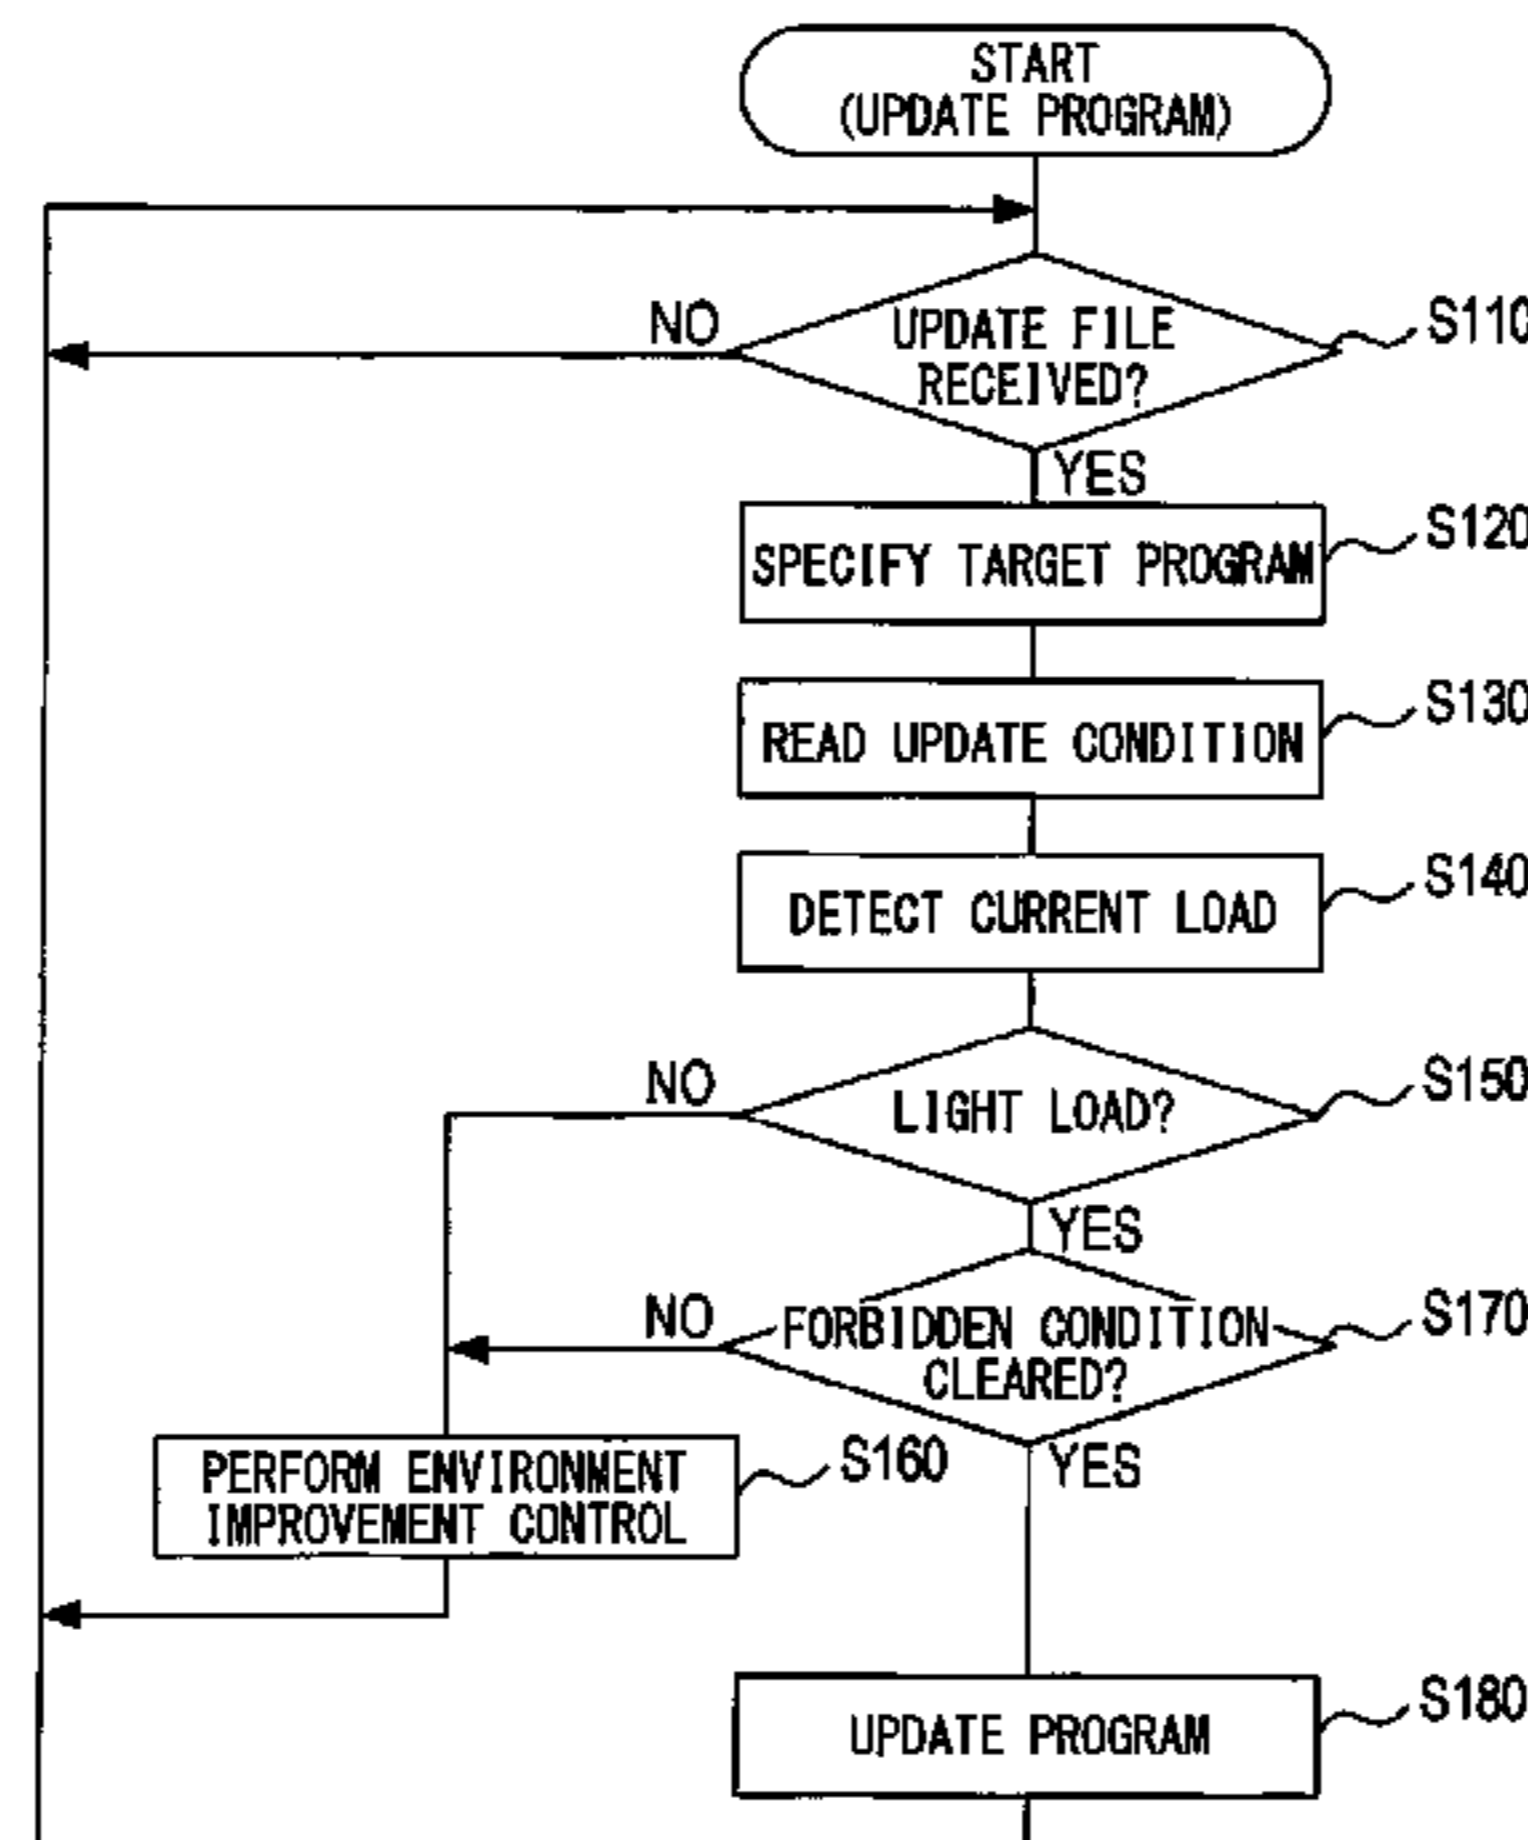 START
(UPDATE PROGRAM)
NO
UPDATE FILE
RECEIVED?
S110
YES
SPECIFY TARGET PROGRAM
S120
READ UPDATE CONDITION
S130
DETECT CURRENT LOAD
S140
NO
LIGHT LOAD?
S150
YES
NO
FORBIDDEN CONDITION
CLEARED?
S170
YES
PERFORM ENVIRONMENT
IMPROVEMENT CONTROL
S160
UPDATE PROGRAM
S180